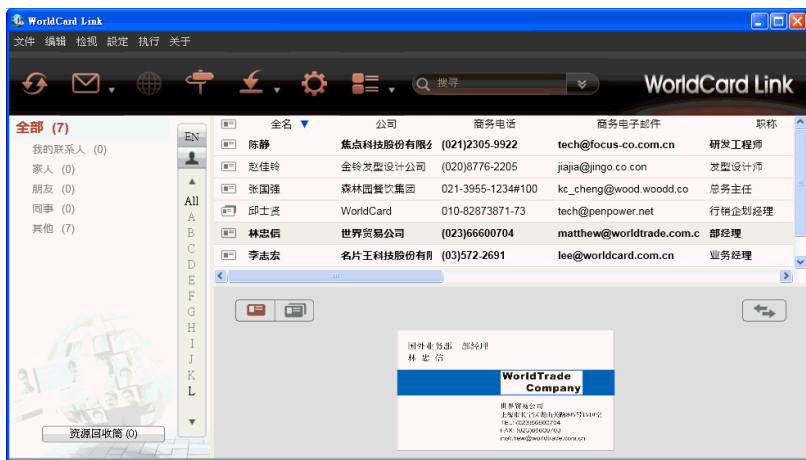 WorldCard Link
文件 编辑 检视 設定 执行 关于
搜寻
WorldCard Link
全部 (7)
我的联系人 (0)
家人 (0)
朋友 (0)
同事 (0)
其他 (7)
资源回收筒 (0)
EN
All
A
B
C
D
E
F
G
H
I
J
K
L
全名 公司 商务电话 商务电子邮件 职称
陈静 焦点科技股份有限公 (021)2305-9922 tech@focus-co.com.cn 研发工程师
赵佳铃 金铃发型设计公司 (020)8776-2205 jiajia@jingo.co.con 发型设计师
张国强 森林园餐饮集团 021-3955-1234#100 kc_cheng@wood.woodd.co 总务主任
邱士贤 WorldCard 010-82873871-73 tech@penpower.net 行销企划经理
林忠信 世界贸易公司 (023)66600704 matthew@worldtrade.com.c 部经理
李志宏 名片王科技股份有限 (03)572-2691 lee@worldcard.com.cn 业务经理
国外业务部 部经理
林 忠 信
WorldTrade
Company
世界贸易公司
TEL: (023)66600704
FAX: (023)66600703
matthew@worldtrade.com.cn